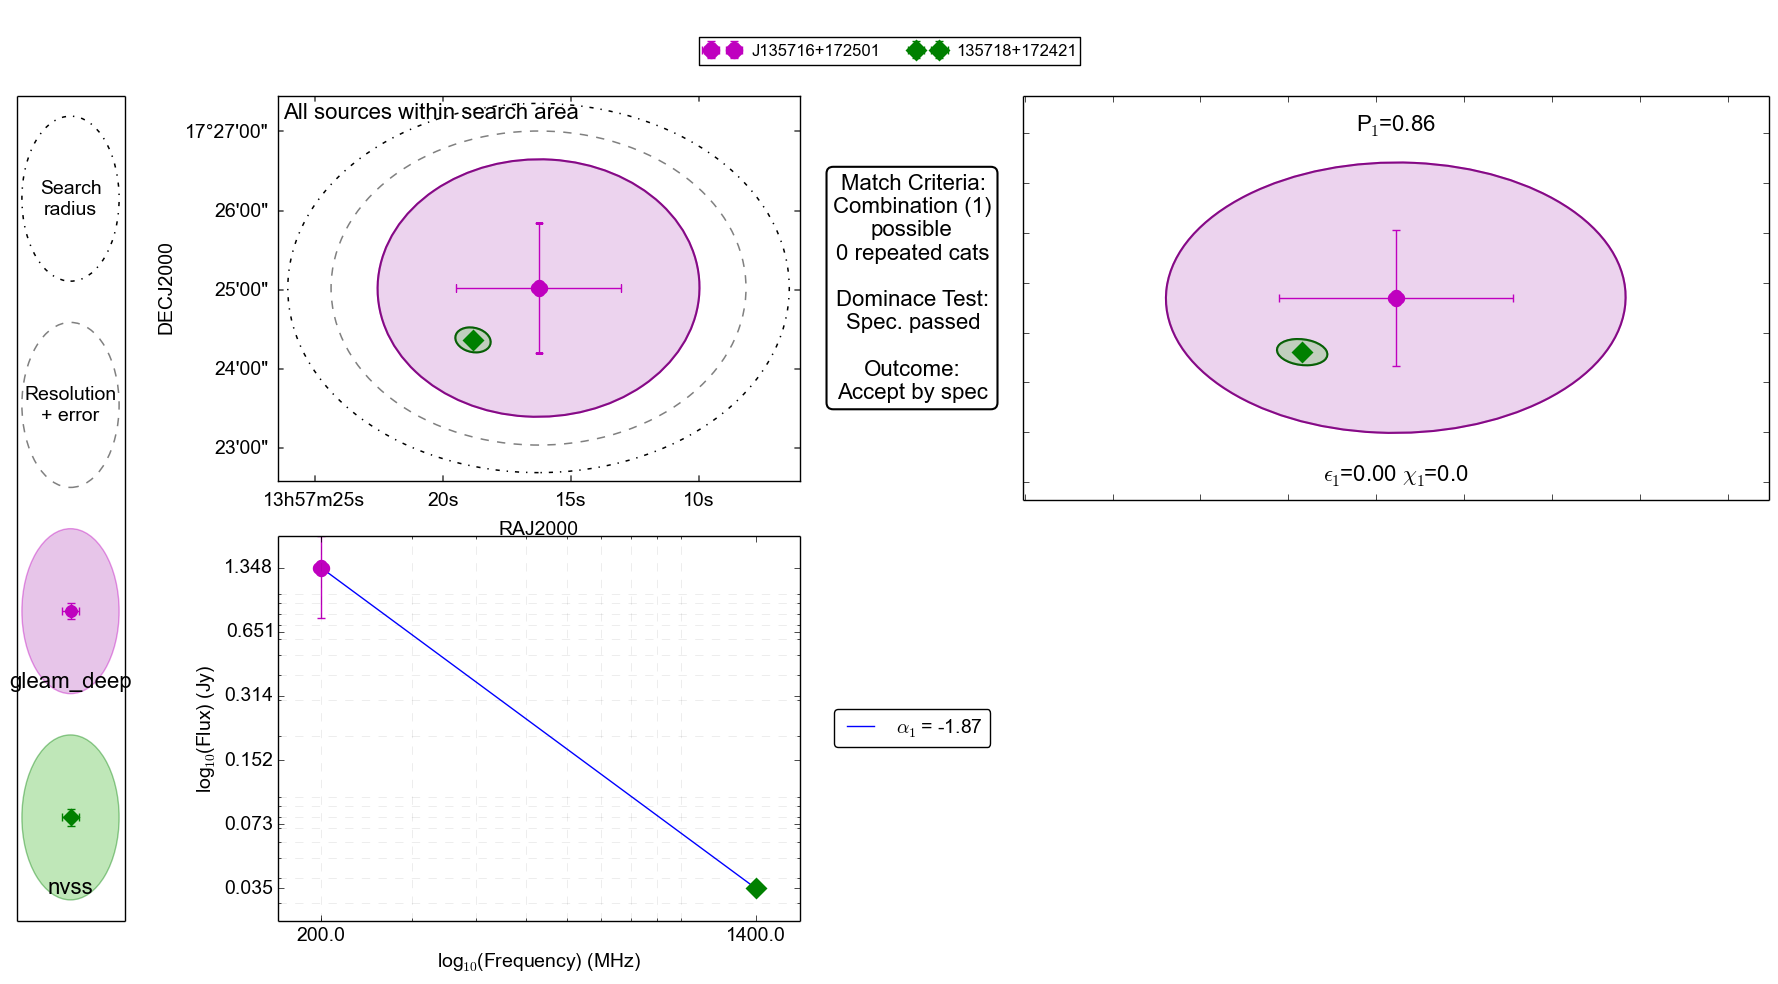 J135716+172501
135718+172421
Search
radius
Resolution
+ error
gleam_deep
nvss
All sources within search area
DECJ2000
17°27'00"
26'00"
25'00"
24'00"
23'00"
13h57m25s
20s
15s
10s
RAJ2000
Match Criteria:
Combination (1)
possible
0 repeated cats
Dominace Test:
Spec. passed
Outcome:
Accept by spec
P₁=0.86
ϵ₁=0.00 χ₁=0.0
log₁₀(Flux) (Jy)
1.348
0.651
0.314
0.152
0.073
0.035
200.0
1400.0
log₁₀(Frequency) (MHz)
α₁ = -1.87